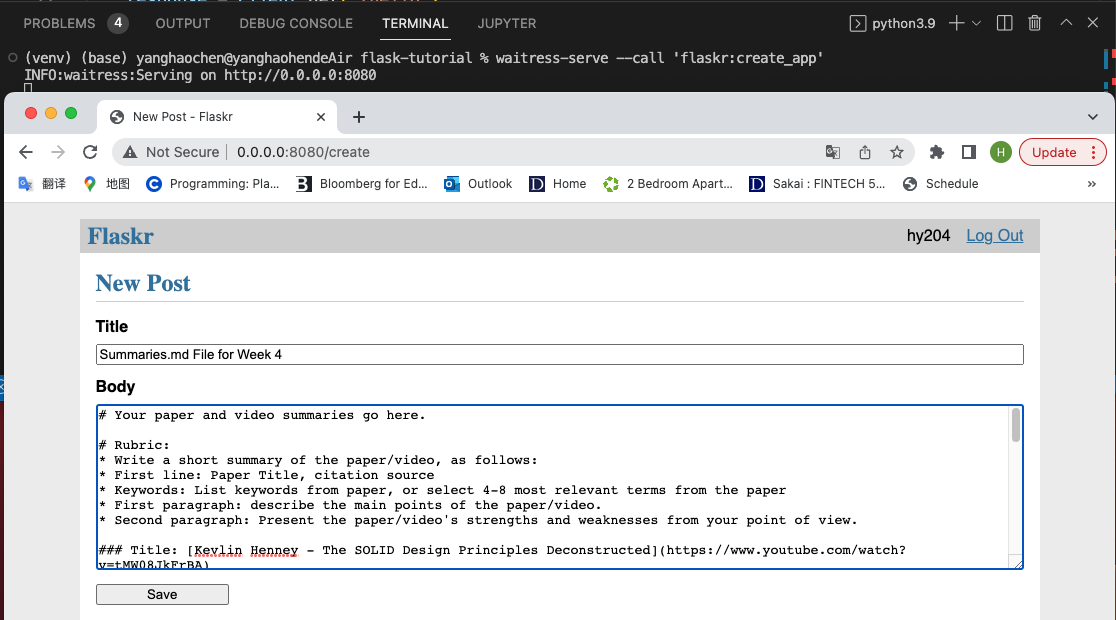 PROBLEMS 4 OUTPUT DEBUG CONSOLE TERMINAL JUPYTER python3.9
(venv) (base) yanghaochen@yanghaohendeAir flask-tutorial % waitress-serve --call 'flaskr:create_app'
INFO:waitress:Serving on http://0.0.0.0:8080
New Post - Flaskr
Not Secure 0.0.0.0:8080/create H Update
翻译 地图 Programming: Pla... Bloomberg for Ed... Outlook Home 2 Bedroom Apart... Sakai : FINTECH 5... Schedule »
Flaskr hy204 Log Out
New Post
Title
Summaries.md File for Week 4
Body
# Your paper and video summaries go here.
# Rubric:
* Write a short summary of the paper/video, as follows:
* First line: Paper Title, citation source
* Keywords: List keywords from paper, or select 4-8 most relevant terms from the paper
* First paragraph: describe the main points of the paper/video.
* Second paragraph: Present the paper/video's strengths and weaknesses from your point of view.
### Title: [Kevlin Henney - The SOLID Design Principles Deconstructed](https://www.youtube.com/watch?
v=tMW08JkFrBA)
Save